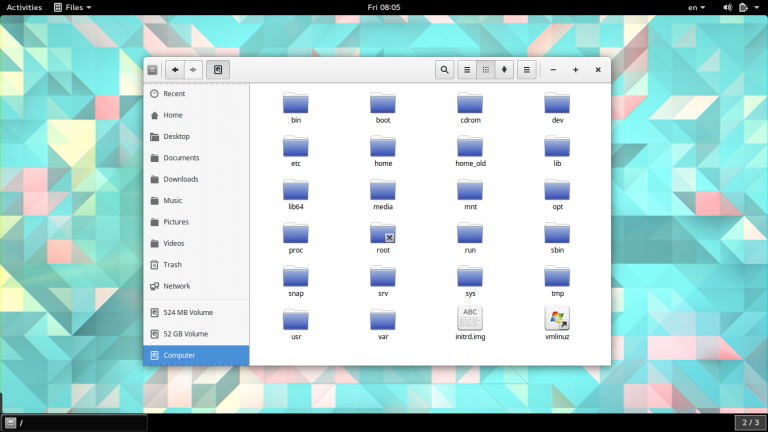 Activities Files Fri 08:05 en
Recent
Home
Desktop
Documents
Downloads
Music
Pictures
Videos
Trash
Network
524 MB Volume
52 GB Volume
Computer
bin boot cdrom dev
etc home home_old lib
lib64 media mnt opt
proc root run sbin
snap srv sys tmp
ABC
usr var initrd.img vmlinuz
/ 2 / 3